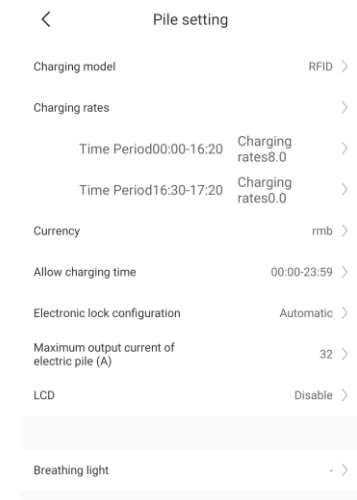 Pile setting
Charging model RFID
Charging rates
Time Period00:00-16:20 Charging
rates8.0
Time Period16:30-17:20 Charging
rates0.0
Currency rmb
Allow charging time 00:00-23:59
Electronic lock configuration Automatic
Maximum output current of
electric pile (A) 32
LCD Disable
Breathing light -